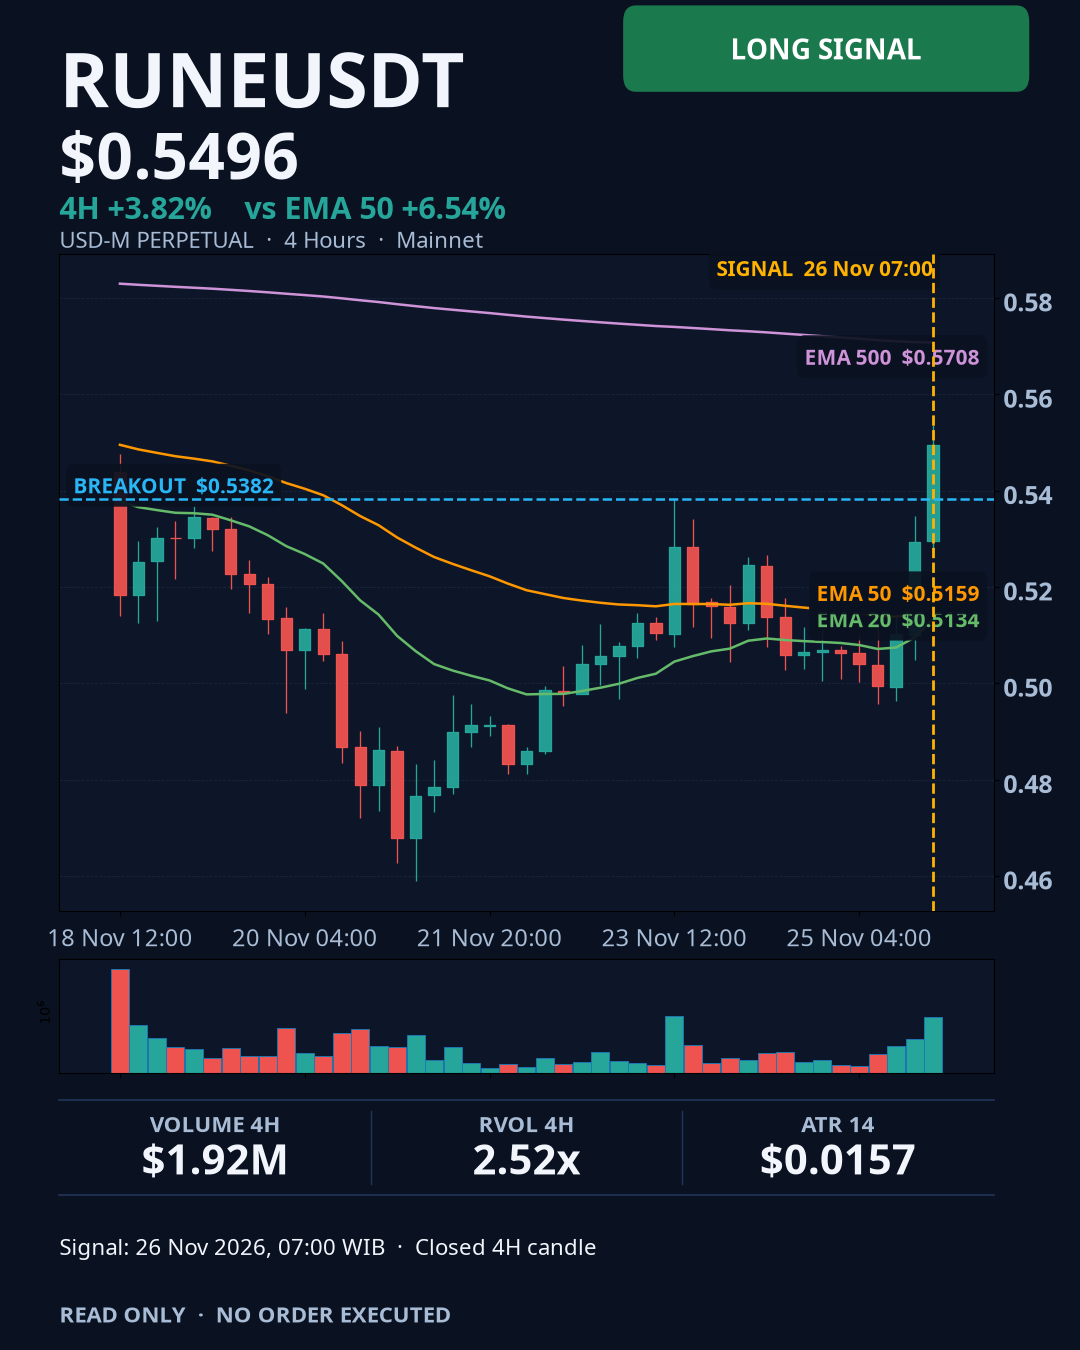 LONG SIGNAL
RUNEUSDT
$0.5496
4H +3.82% vs EMA 50 +6.54%
USD-M PERPETUAL · 4 Hours · Mainnet
SIGNAL 26 Nov 07:00
0.58
EMA 500 $0.5708
0.56
BREAKOUT $0.5382
0.54
EMA 50 $0.5159
0.52
EMA 20 $0.5134
0.50
0.48
0.46
18 Nov 12:00 20 Nov 04:00 21 Nov 20:00 23 Nov 12:00 25 Nov 04:00
10⁶
VOLUME 4H RVOL 4H ATR 14
$1.92M 2.52x $0.0157
Signal: 26 Nov 2026, 07:00 WIB · Closed 4H candle
READ ONLY · NO ORDER EXECUTED